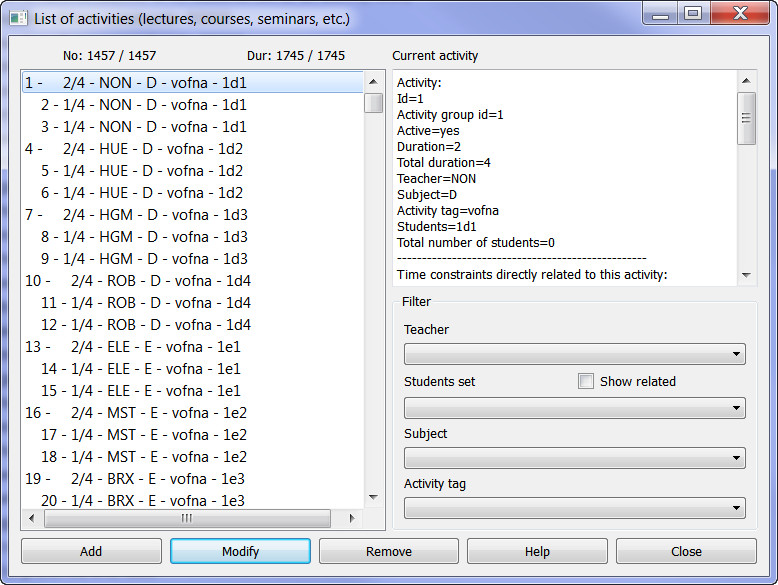 List of activities (lectures, courses, seminars, etc.)
No: 1457 / 1457
Dur: 1745 / 1745
1 - 2/4 - NON - D - vofna - 1d1
2 - 1/4 - NON - D - vofna - 1d1
3 - 1/4 - NON - D - vofna - 1d1
4 - 2/4 - HUE - D - vofna - 1d2
5 - 1/4 - HUE - D - vofna - 1d2
6 - 1/4 - HUE - D - vofna - 1d2
7 - 2/4 - HGM - D - vofna - 1d3
8 - 1/4 - HGM - D - vofna - 1d3
9 - 1/4 - HGM - D - vofna - 1d3
10 - 2/4 - ROB - D - vofna - 1d4
11 - 1/4 - ROB - D - vofna - 1d4
12 - 1/4 - ROB - D - vofna - 1d4
13 - 2/4 - ELE - E - vofna - 1e1
14 - 1/4 - ELE - E - vofna - 1e1
15 - 1/4 - ELE - E - vofna - 1e1
16 - 2/4 - MST - E - vofna - 1e2
17 - 1/4 - MST - E - vofna - 1e2
18 - 1/4 - MST - E - vofna - 1e2
19 - 2/4 - BRX - E - vofna - 1e3
20 - 1/4 - BRX - E - vofna - 1e3
Current activity
Activity:
Id=1
Activity group id=1
Active=yes
Duration=2
Total duration=4
Teacher=NON
Subject=D
Activity tag=vofna
Students=1d1
Total number of students=0
--------------------------------------------------
Time constraints directly related to this activity:
Filter
Teacher
Students set
Show related
Subject
Activity tag
Add
Modify
Remove
Help
Close